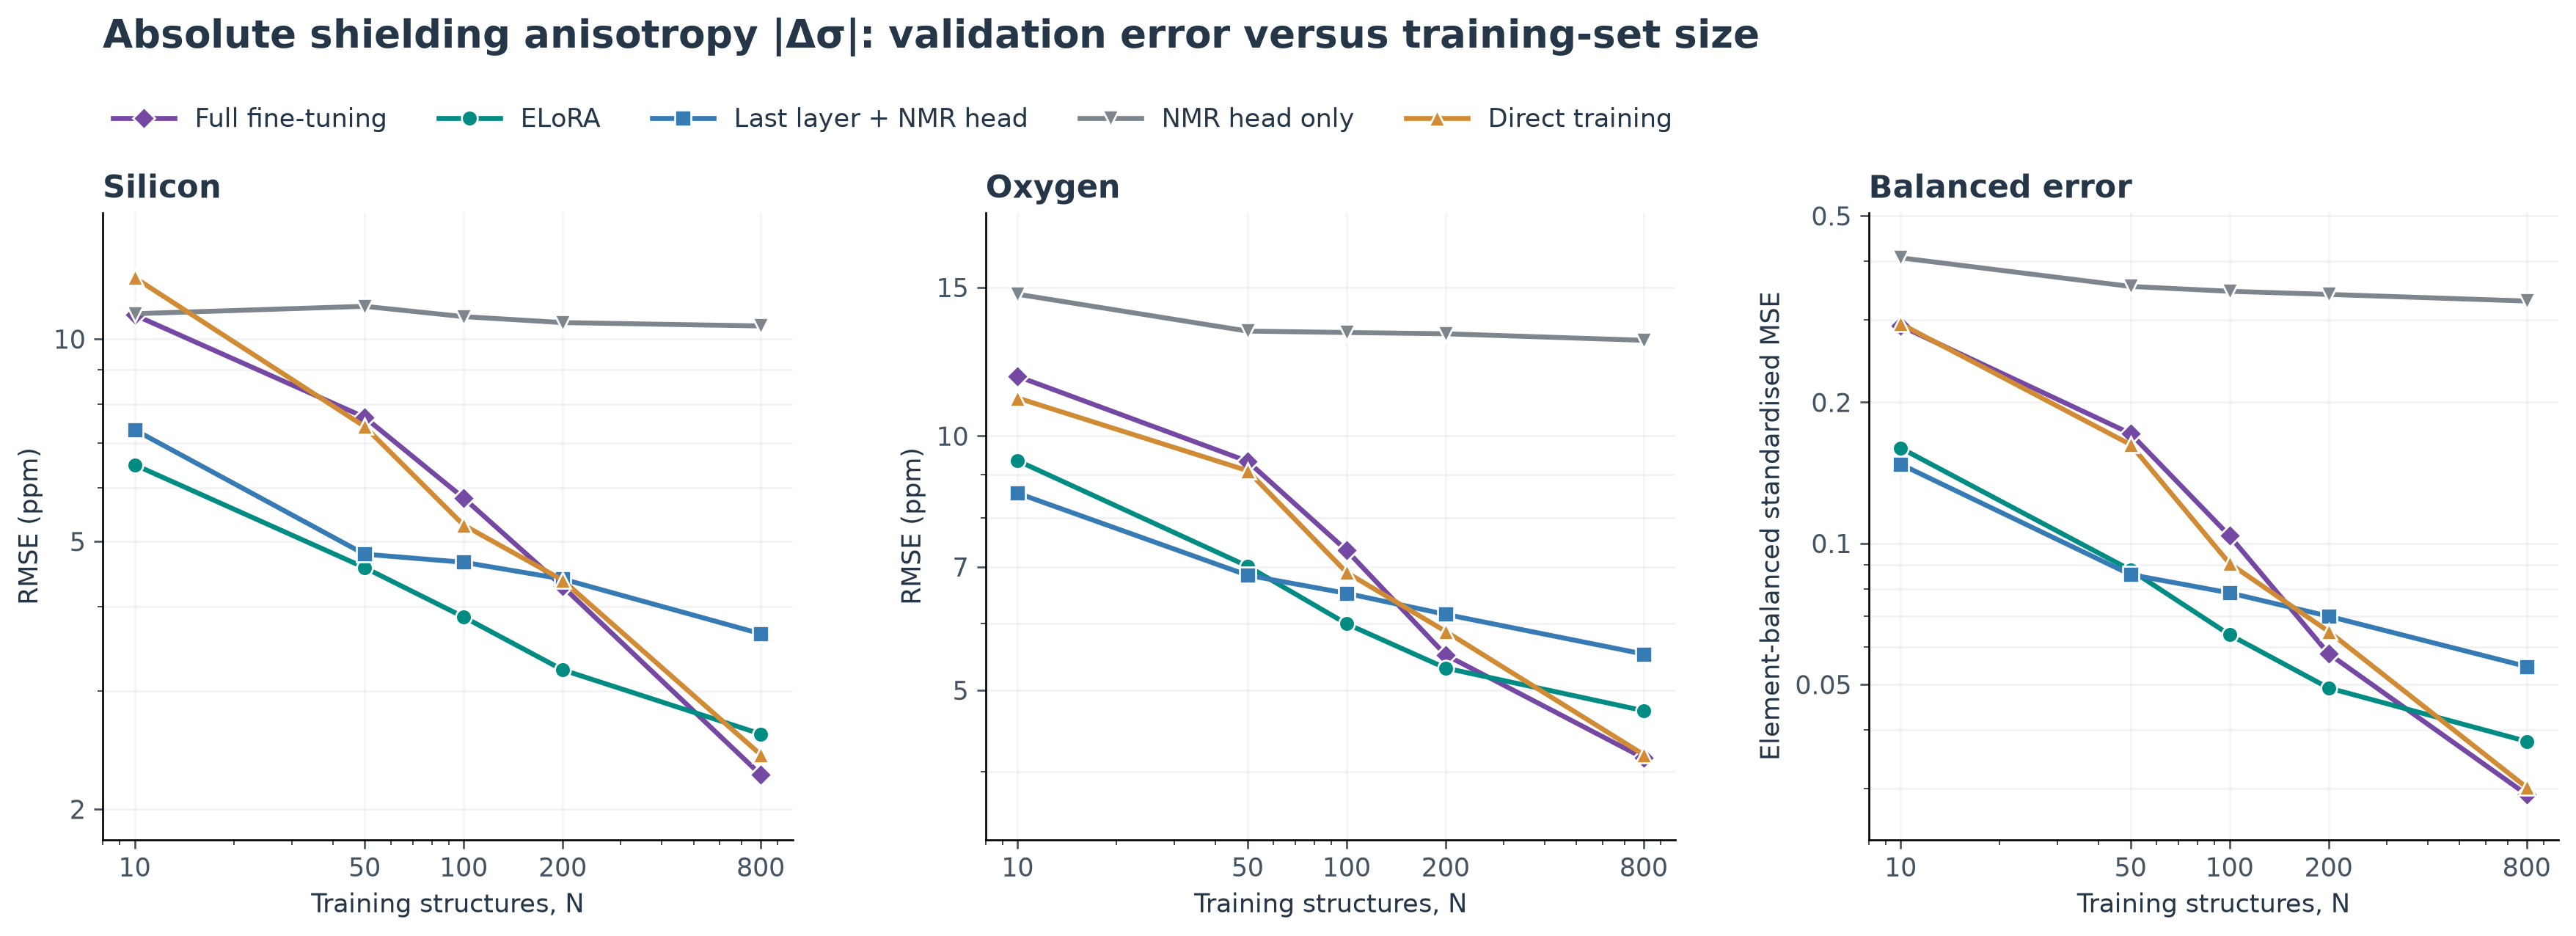 Absolute shielding anisotropy |Δσ|: validation error versus training-set size
Full fine-tuning
ELoRA
Last layer + NMR head
NMR head only
Direct training
Silicon
RMSE (ppm)
10
5
2
10 50 100 200 800
Training structures, N
Oxygen
RMSE (ppm)
15
10
7
5
10 50 100 200 800
Training structures, N
Balanced error
Element-balanced standardised MSE
0.5
0.2
0.1
0.05
10 50 100 200 800
Training structures, N